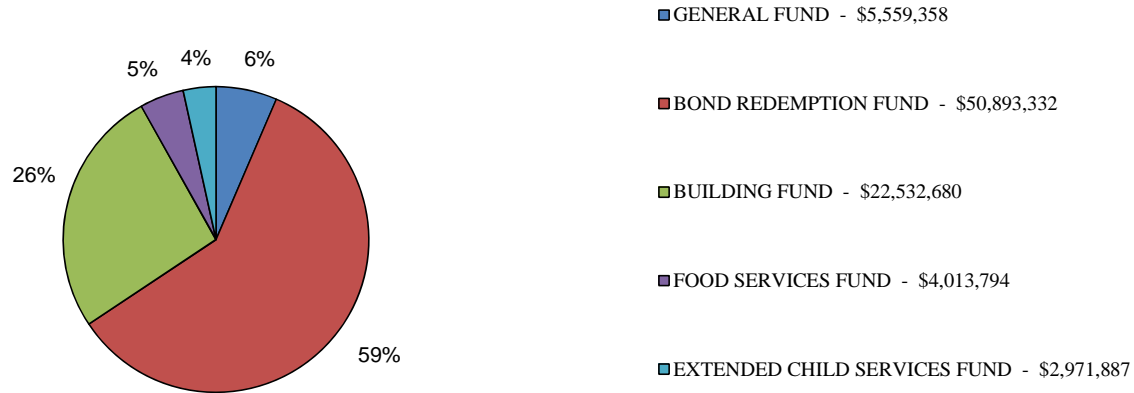 4%
6%
5%
26%
59%
GENERAL FUND - $5,559,358
BOND REDEMPTION FUND - $50,893,332
BUILDING FUND - $22,532,680
FOOD SERVICES FUND - $4,013,794
EXTENDED CHILD SERVICES FUND - $2,971,887